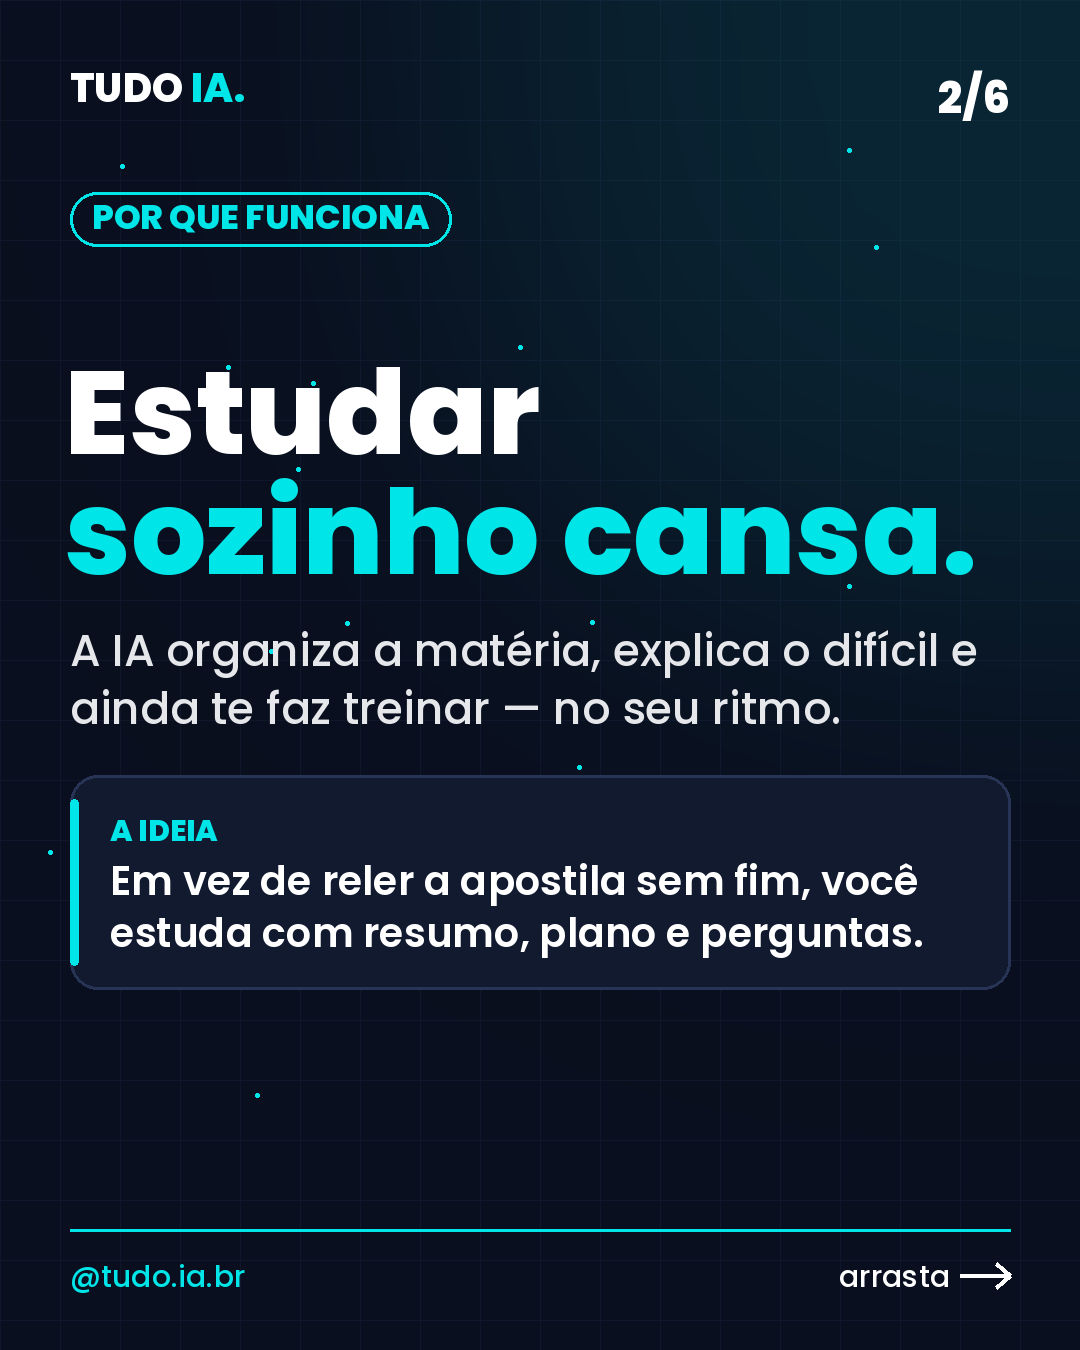 TUDO IA.
2/6
POR QUE FUNCIONA
Estudar
sozinho cansa.
A IA organiza a matéria, explica o difícil e
ainda te faz treinar — no seu ritmo.
A IDEIA
Em vez de reler a apostila sem fim, você
estuda com resumo, plano e perguntas.
@tudo.ia.br
arrasta